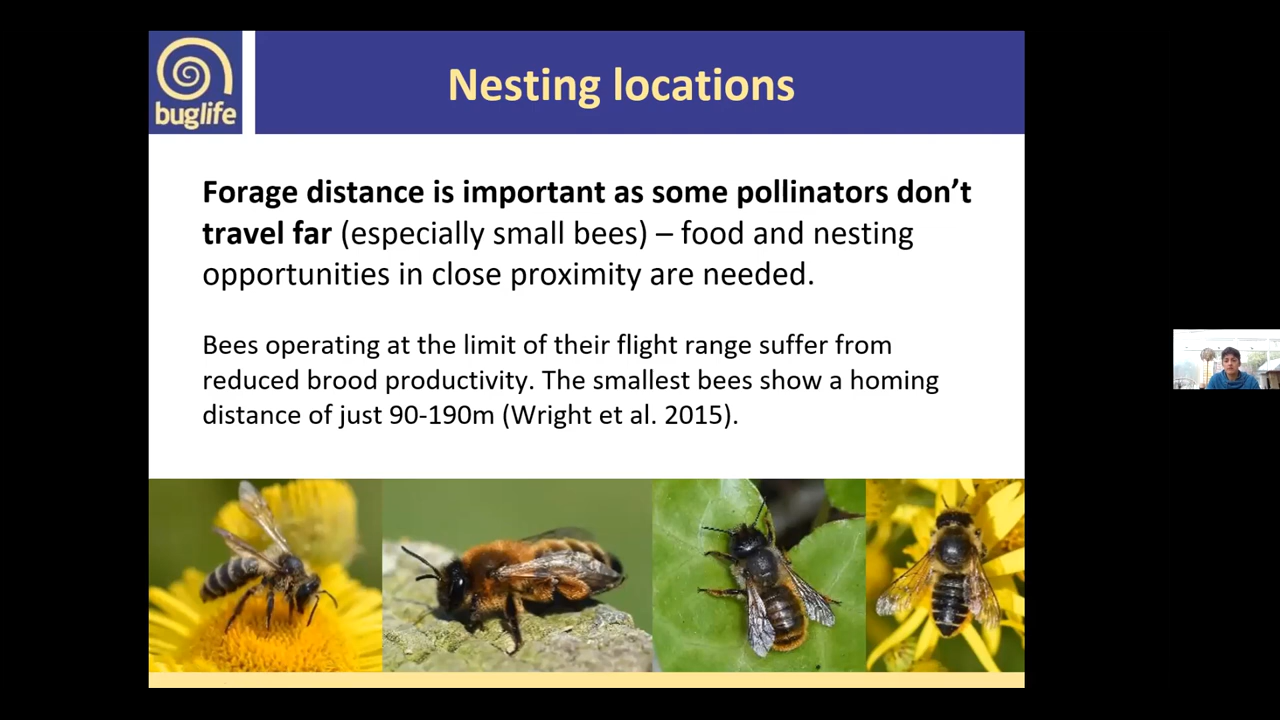 buglife
Nesting locations
Forage distance is important as some pollinators don’t
travel far (especially small bees) – food and nesting
opportunities in close proximity are needed.
Bees operating at the limit of their flight range suffer from
reduced brood productivity. The smallest bees show a homing
distance of just 90-190m (Wright et al. 2015).